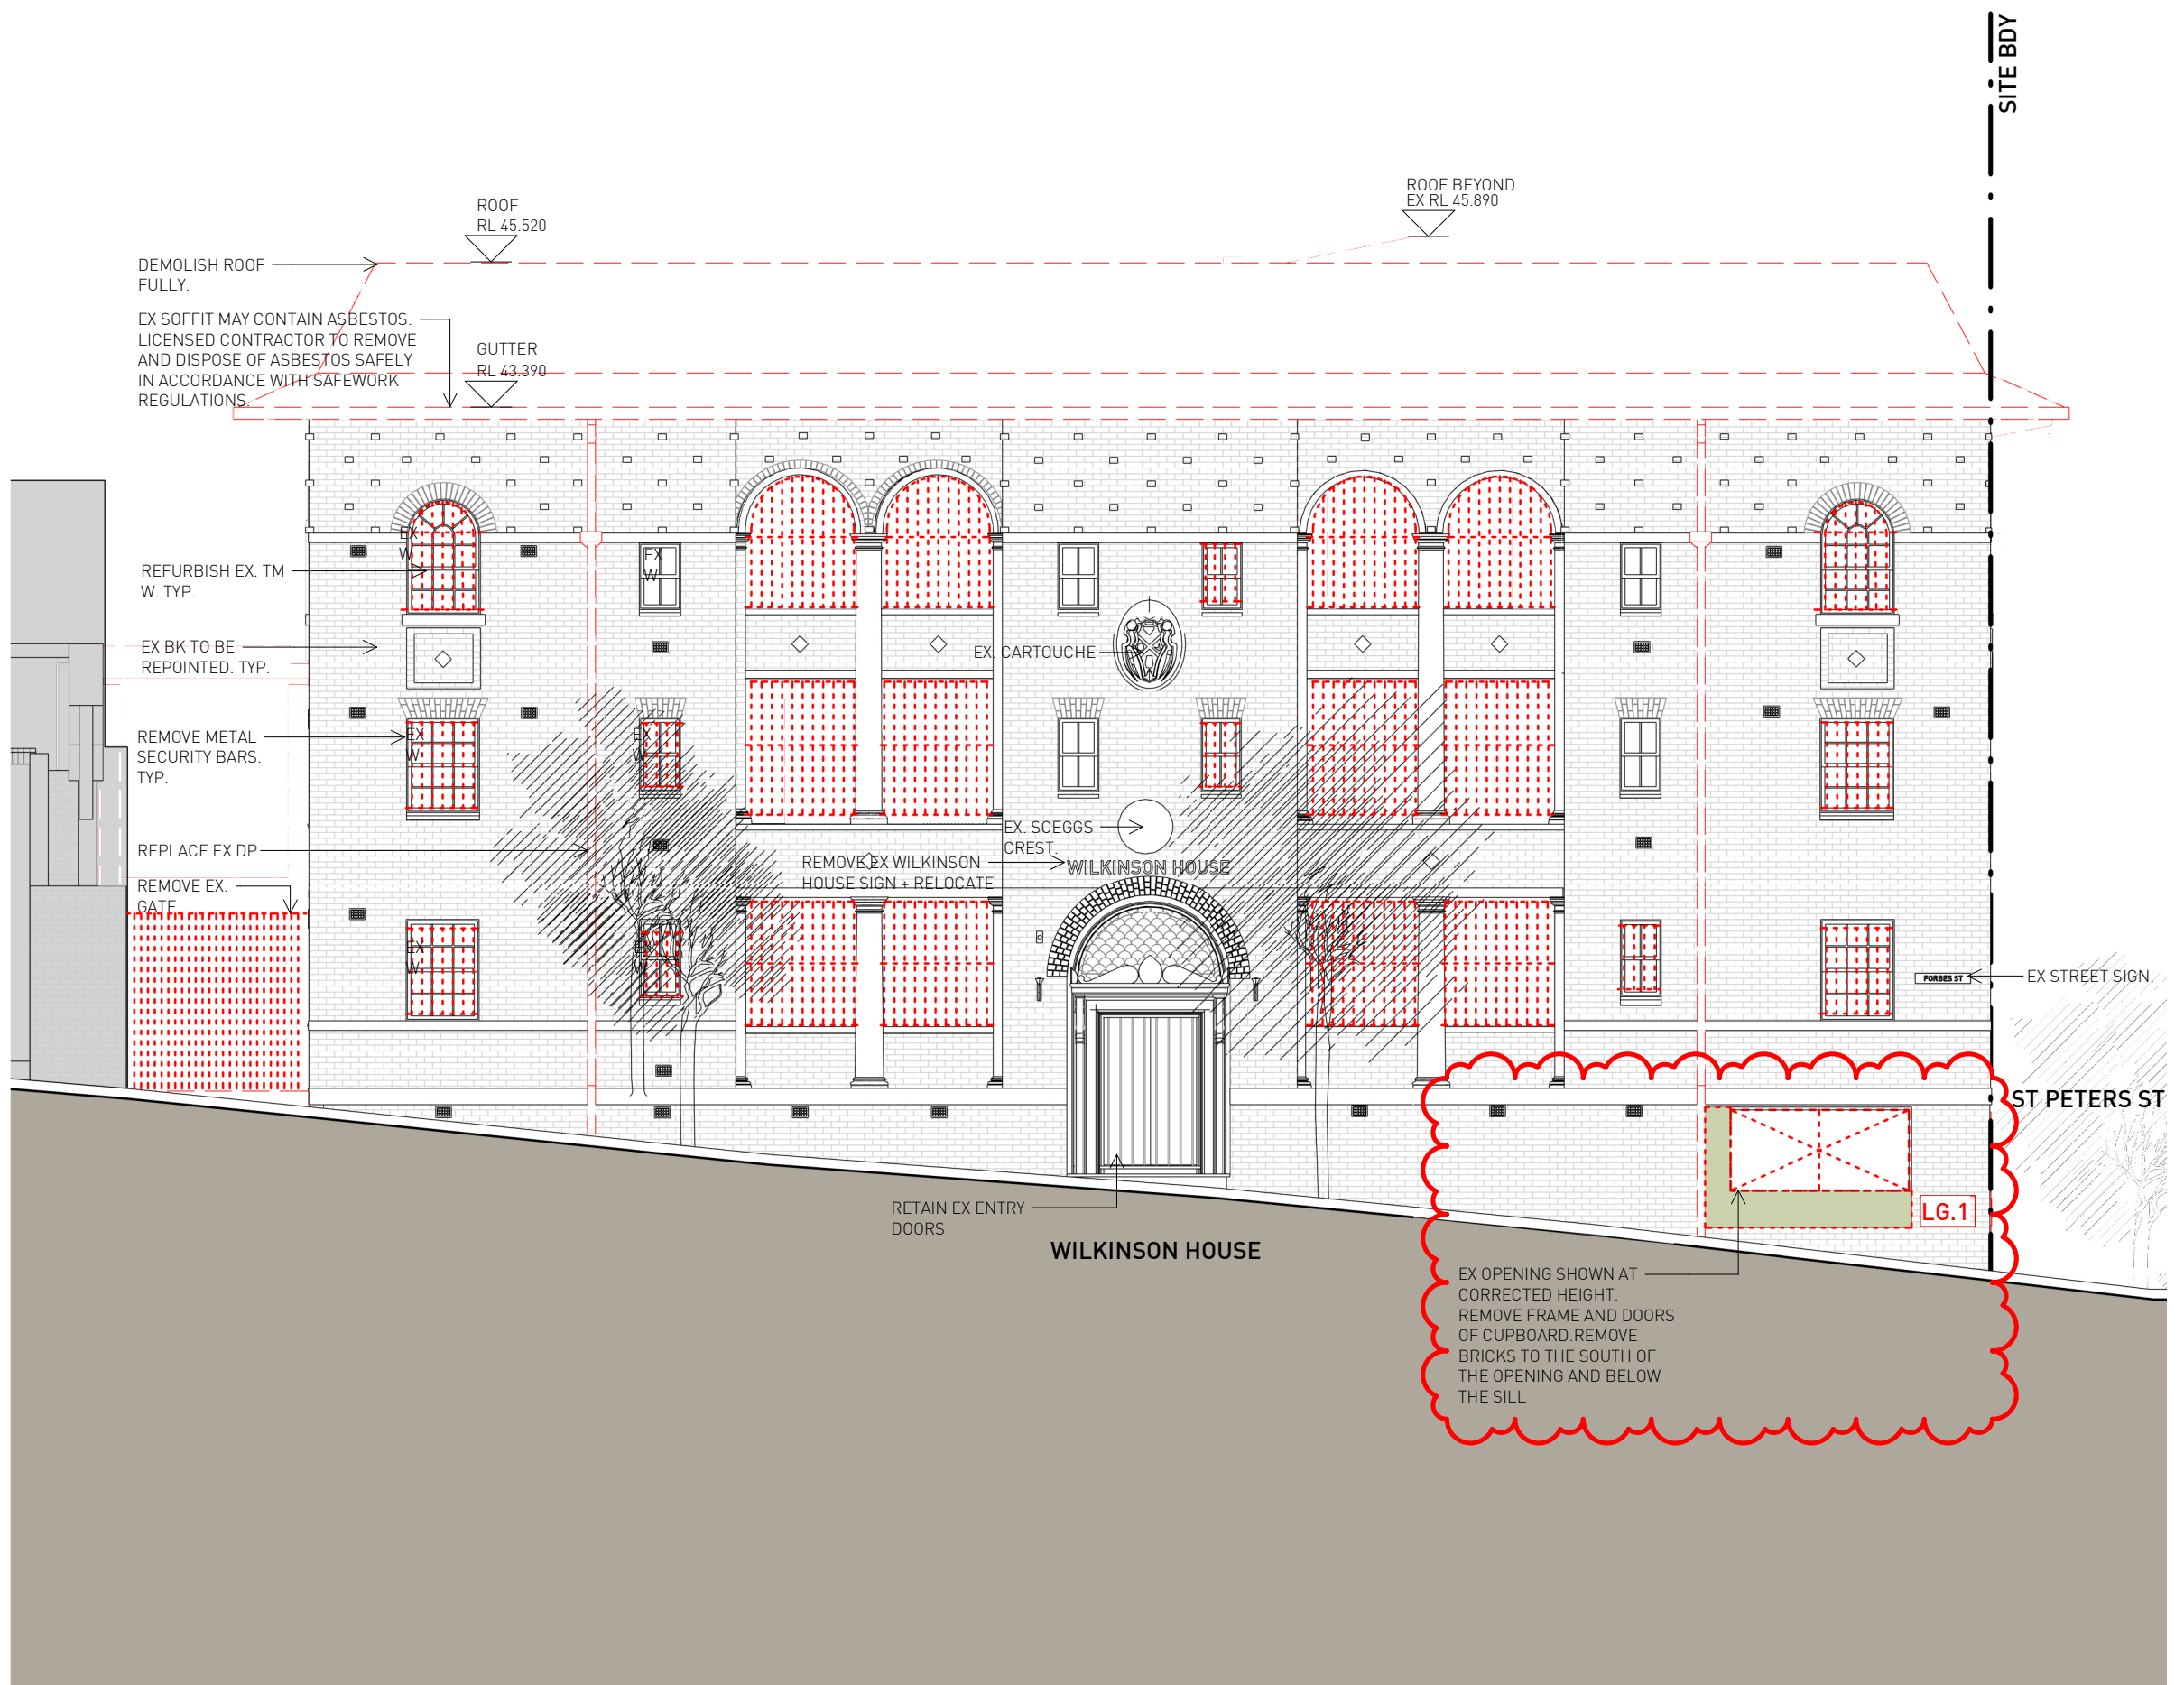 SITE BDY
ROOF BEYOND
EX RL 45.890
ROOF
RL 45.520
DEMOLISH ROOF
FULLY.
EX SOFFIT MAY CONTAIN ASBESTOS.
LICENSED CONTRACTOR TO REMOVE
AND DISPOSE OF ASBESTOS SAFELY
IN ACCORDANCE WITH SAFEWORK
REGULATIONS.
GUTTER
RL 43.390
EX
W
EX
W
REFURBISH EX. TM
W. TYP.
EX BK TO BE
REPOINTED. TYP.
EX. CARTOUCHE
REMOVE METAL
SECURITY BARS.
TYP.
EX
W
EX
W
EX. SCEGGS
CREST.
REPLACE EX DP
REMOVE EX WILKINSON
HOUSE SIGN + RELOCATE
WILKINSON HOUSE
REMOVE EX.
GATE
EX
W
EX
W
FORBES ST
EX STREET SIGN.
ST PETERS ST
RETAIN EX ENTRY
DOORS
LG.1
WILKINSON HOUSE
EX OPENING SHOWN AT
CORRECTED HEIGHT.
REMOVE FRAME AND DOORS
OF CUPBOARD.REMOVE
BRICKS TO THE SOUTH OF
THE OPENING AND BELOW
THE SILL